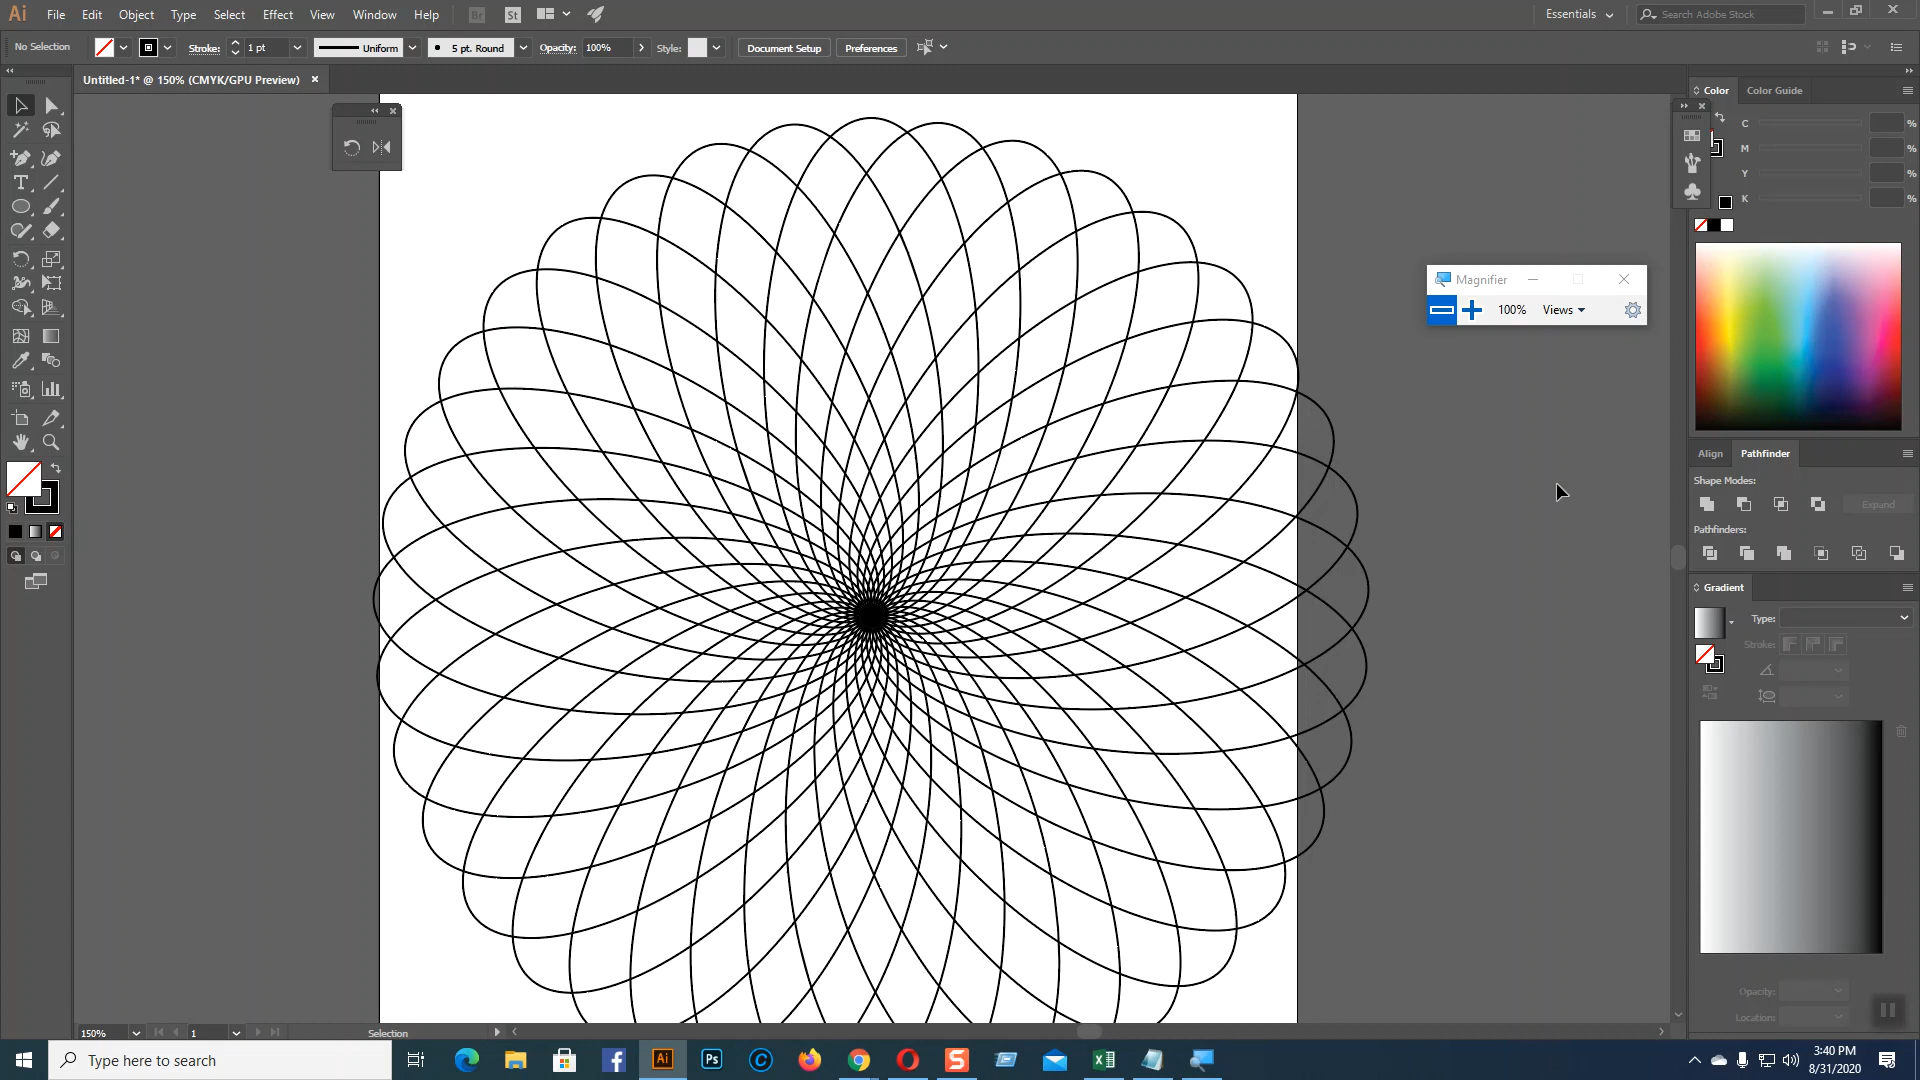 Ai File Edit Object Type Select Effect View Window Help Br St Essentials Search Adobe Stock
No Selection Stroke: 1 pt Uniform 5 pt. Round Opacity: 100% Style: Document Setup Preferences
Untitled-1* @ 150% (CMYK/GPU Preview)
Color Color Guide
C %
M %
Y %
K %
Magnifier
100% Views
Align Pathfinder
Shape Modes:
Expand
Pathfinders:
Gradient
Type:
Stroke:
Opacity:
Location:
150% 1 Selection
Type here to search
Ai Ps
3:40 PM
8/31/2020